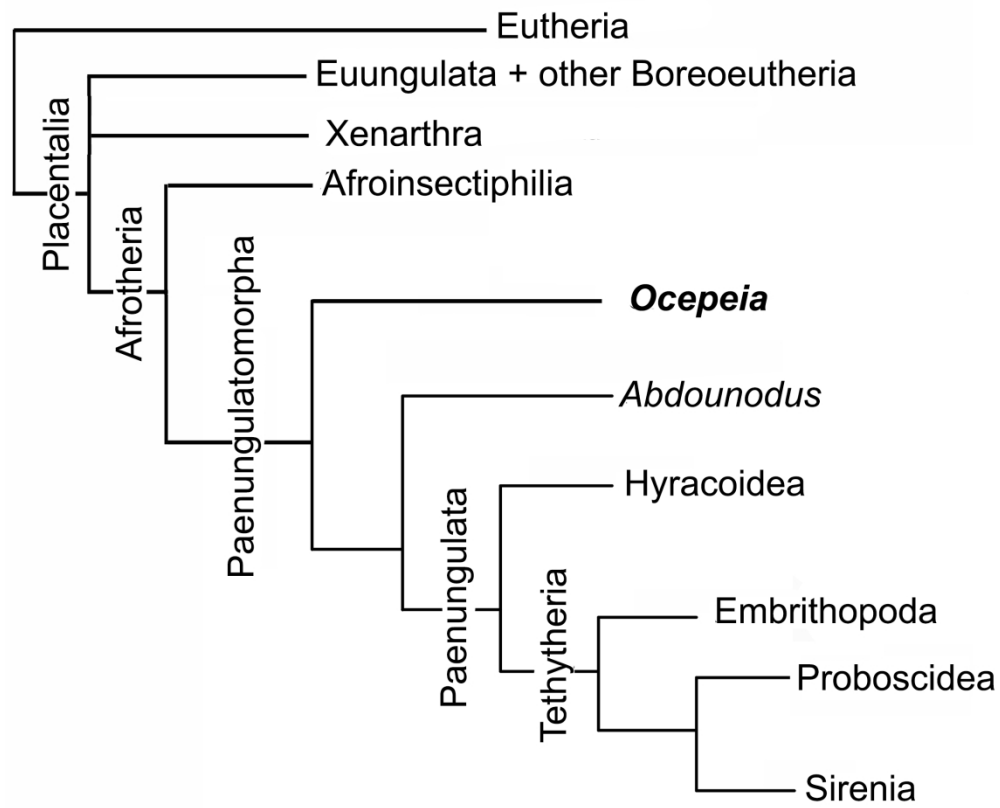 Eutheria
Euungulata + other Boreoeutheria
Placentalia
Xenarthra
Afroinsectiphilia
Afrotheria
Paenungulatomorpha
Ocepeia
Abdounodus
Hyracoidea
Paenungulata
Tethytheria
Embrithopoda
Proboscidea
Sirenia